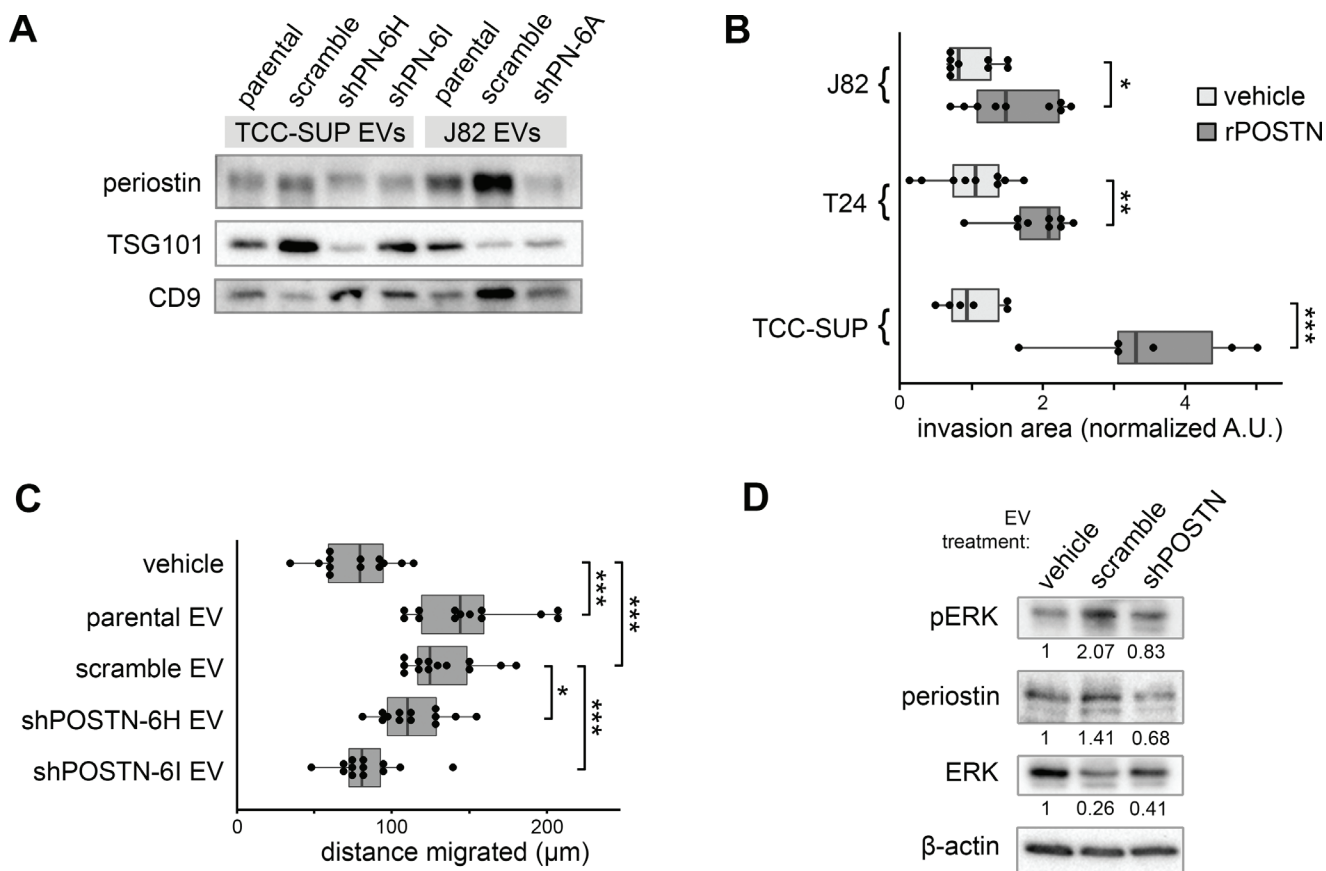 A
parental
scramble
shPN-6H
shPN-6I
parental
scramble
shPN-6A
TCC-SUP EVs
J82 EVs
periostin
TSG101
CD9
B
J82 {
*
vehicle
rPOSTN
T24 {
**
TCC-SUP {
***
0 2 4
invasion area (normalized A.U.)
C
vehicle
parental EV
scramble EV
shPOSTN-6H EV
shPOSTN-6I EV
***
***
*
***
0 100 200
distance migrated (µm)
D
EV
treatment:
vehicle
scramble
shPOSTN
pERK
1 2.07 0.83
periostin
1 1.41 0.68
ERK
1 0.26 0.41
β-actin